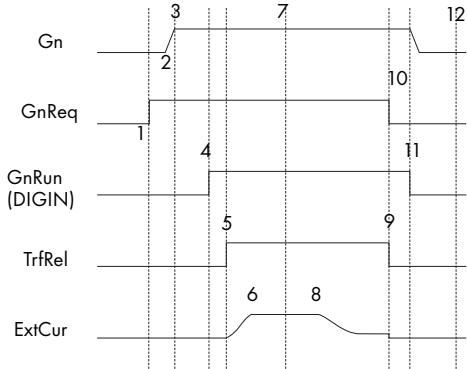 3 7 12
Gn
2
10
GnReq
1
4 11
GnRun
(DIGIN)
5 9
TrfRel
6 8
ExtCur